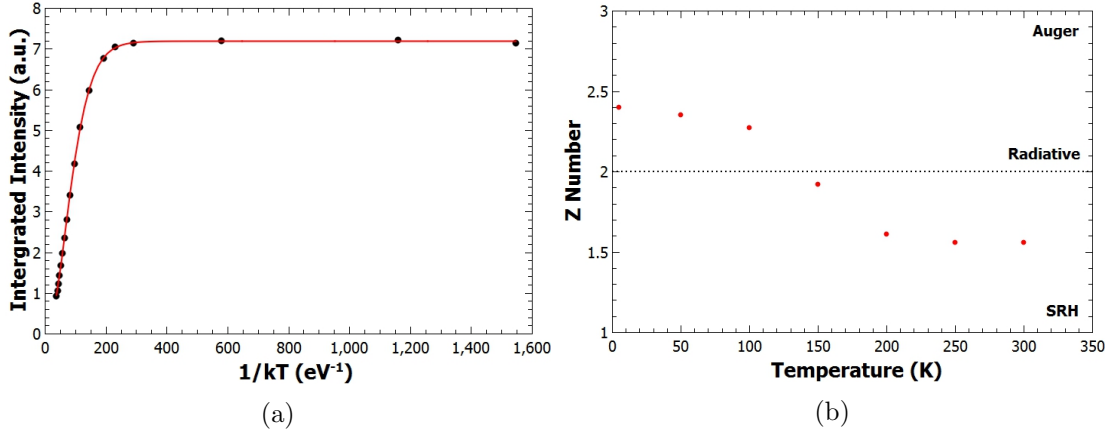 Intergrated Intensity (a.u.)
8
7
6
5
4
3
2
1
0
0 200 400 600 800 1,000 1,200 1,400 1,600
1/kT (eV⁻¹)
(a)
Z Number
3
2.5
2
1.5
1
Auger
Radiative
SRH
0 50 100 150 200 250 300 350
Temperature (K)
(b)